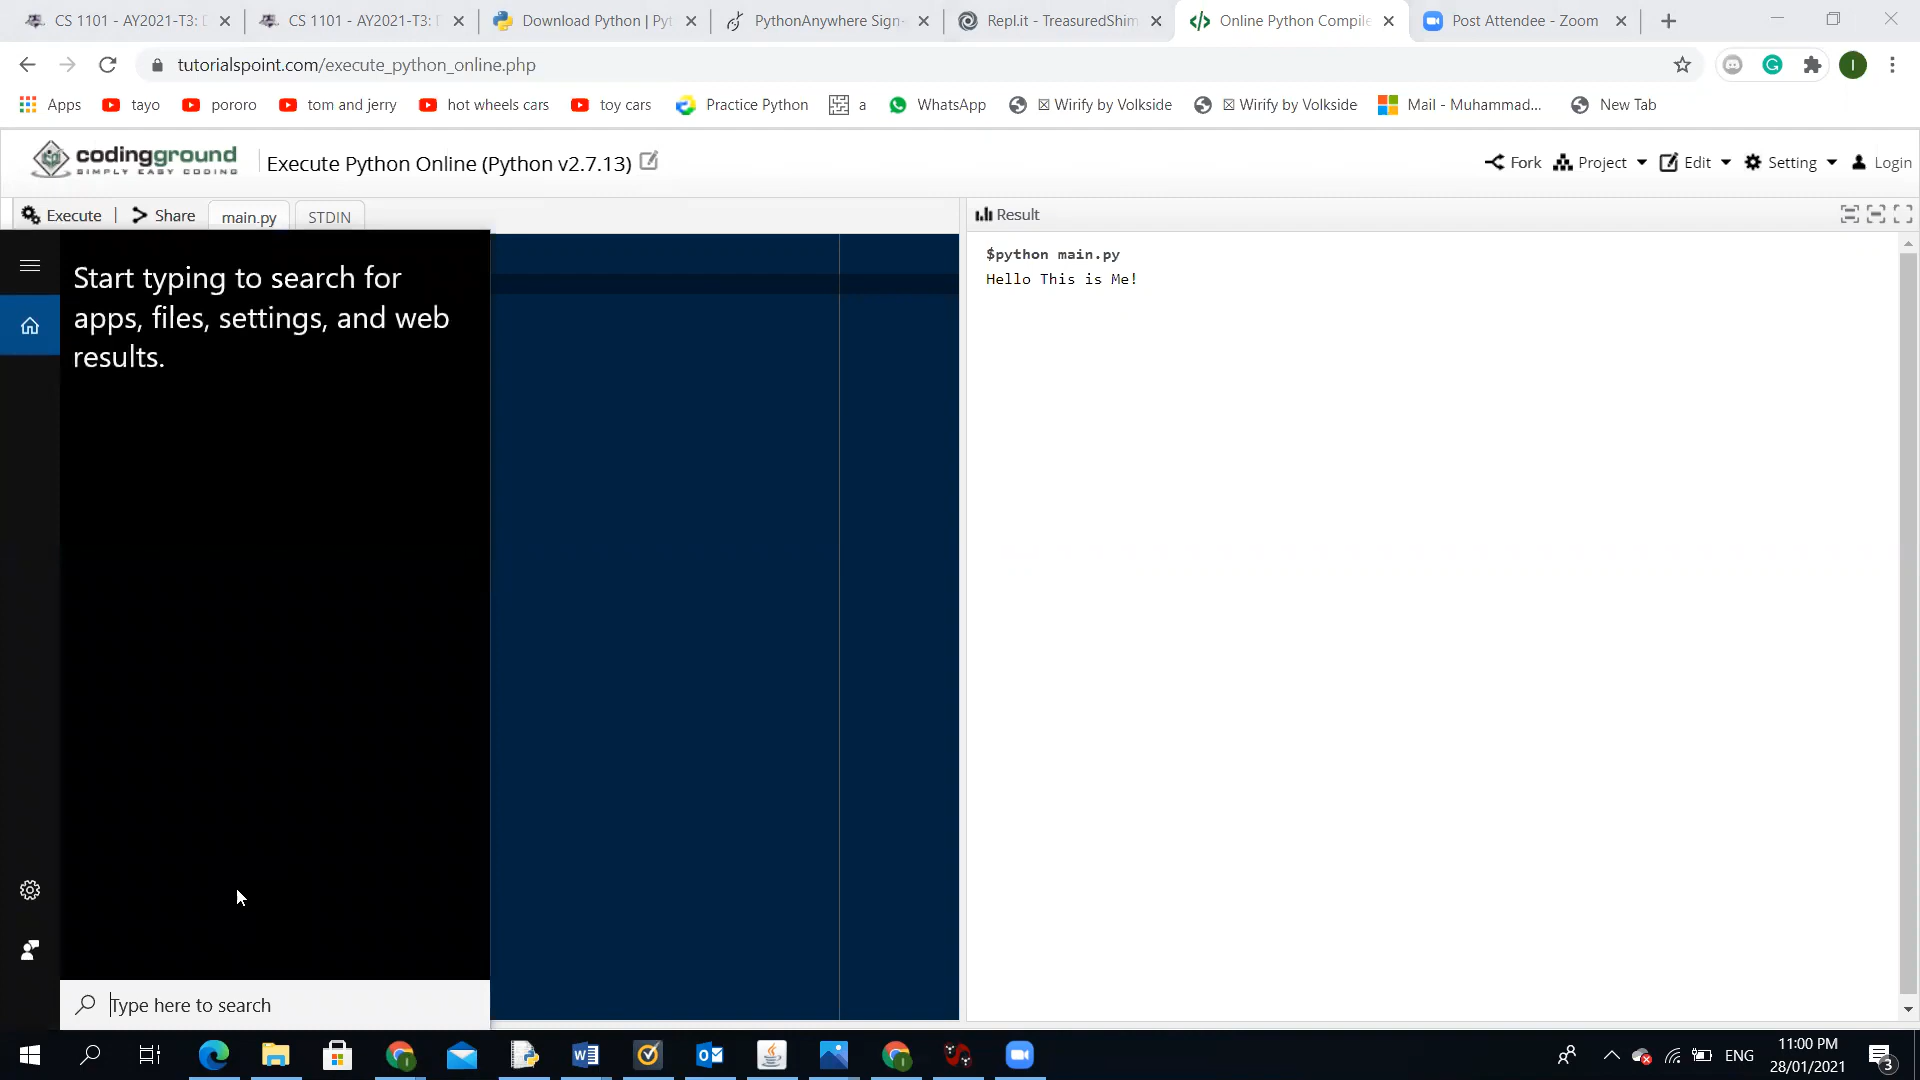 CS 1101 - AY2021-T3: D
CS 1101 - AY2021-T3: D
Download Python | Pyt
PythonAnywhere Sign-
Repl.it - TreasuredShim
Online Python Compile
Post Attendee - Zoom
tutorialspoint.com/execute_python_online.php
I
Apps
tayo
pororo
tom and jerry
hot wheels cars
toy cars
Practice Python
a
WhatsApp
☒ Wirify by Volkside
☒ Wirify by Volkside
Mail - Muhammad...
New Tab
codingground
SIMPLY EASY CODING
Execute Python Online (Python v2.7.13)
Fork
Project
Edit
Setting
Login
Execute
Share
main.py
STDIN
Result
$python main.py
Hello This is Me!
Start typing to search for
apps, files, settings, and web
results.
Type here to search
ENG
11:00 PM
28/01/2021
3